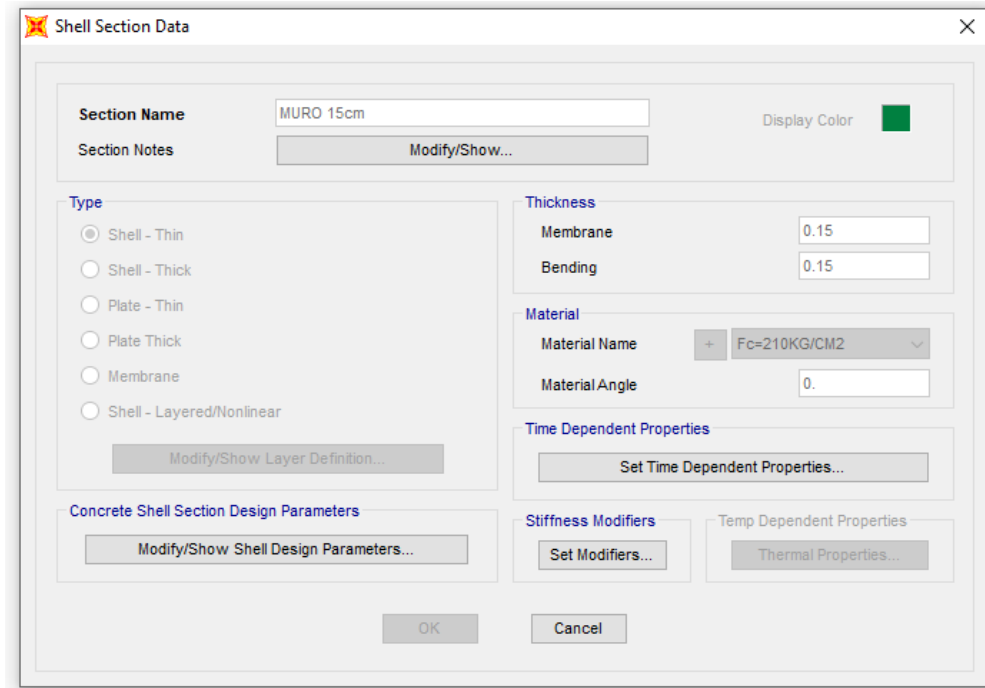 Shell Section Data
Section Name MURO 15cm Display Color
Section Notes Modify/Show...
Type
Shell - Thin
Shell - Thick
Plate - Thin
Plate Thick
Membrane
Shell - Layered/Nonlinear
Modify/Show Layer Definition...
Thickness
Membrane 0.15
Bending 0.15
Material
Material Name + Fc=210KG/CM2
Material Angle 0.
Time Dependent Properties
Set Time Dependent Properties...
Concrete Shell Section Design Parameters
Modify/Show Shell Design Parameters...
Stiffness Modifiers
Set Modifiers...
Temp Dependent Properties
Thermal Properties...
OK Cancel